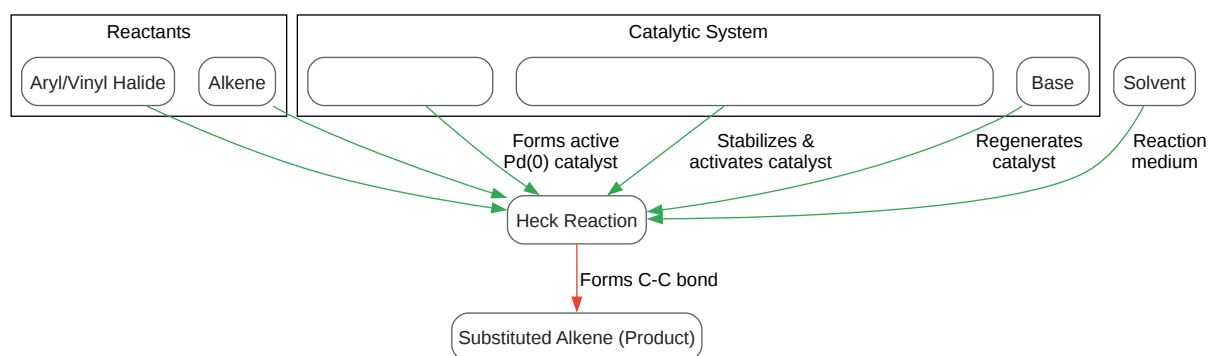 Reactants
Catalytic System
Aryl/Vinyl Halide
Alkene
Base
Solvent
Forms active
Pd(0) catalyst
Stabilizes &
activates catalyst
Regenerates
catalyst
Reaction
medium
Heck Reaction
Forms C-C bond
Substituted Alkene (Product)